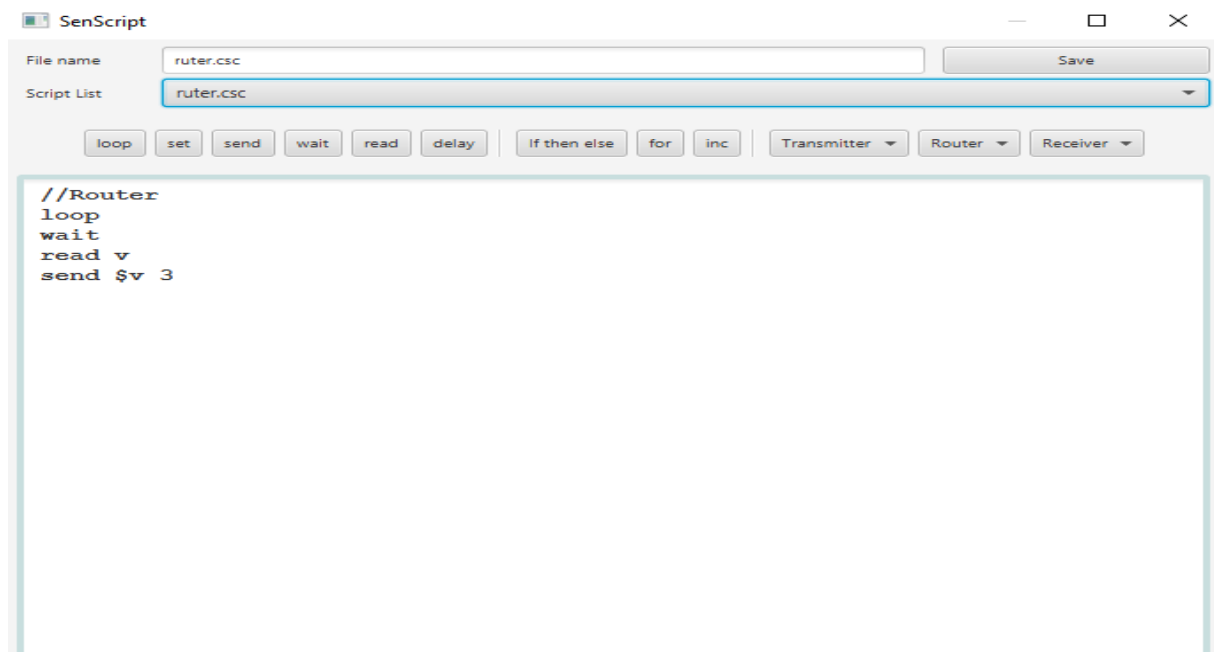 SenScript
File name ruter.csc Save
Script List ruter.csc
loop set send wait read delay If then else for inc Transmitter Router Receiver
//Router
loop
wait
read v
send $v 3